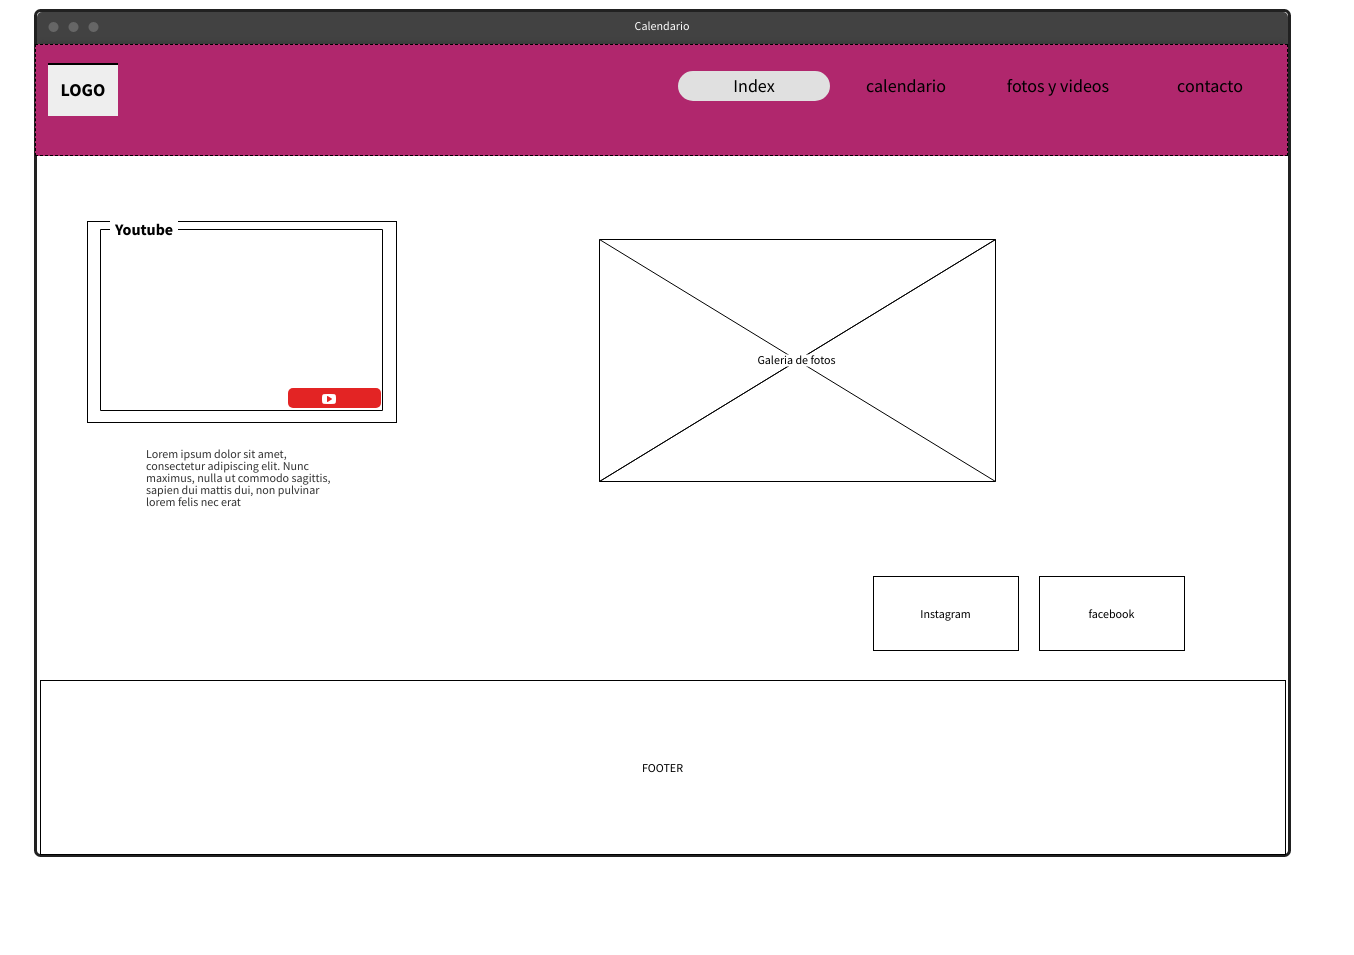 Calendario
LOGO
Index
calendario
fotos y videos
contacto
Youtube
Galeria de fotos
Lorem ipsum dolor sit amet,
consectetur adipiscing elit. Nunc
maximus, nulla ut commodo sagittis,
sapien dui mattis dui, non pulvinar
lorem felis nec erat
Instagram
facebook
FOOTER